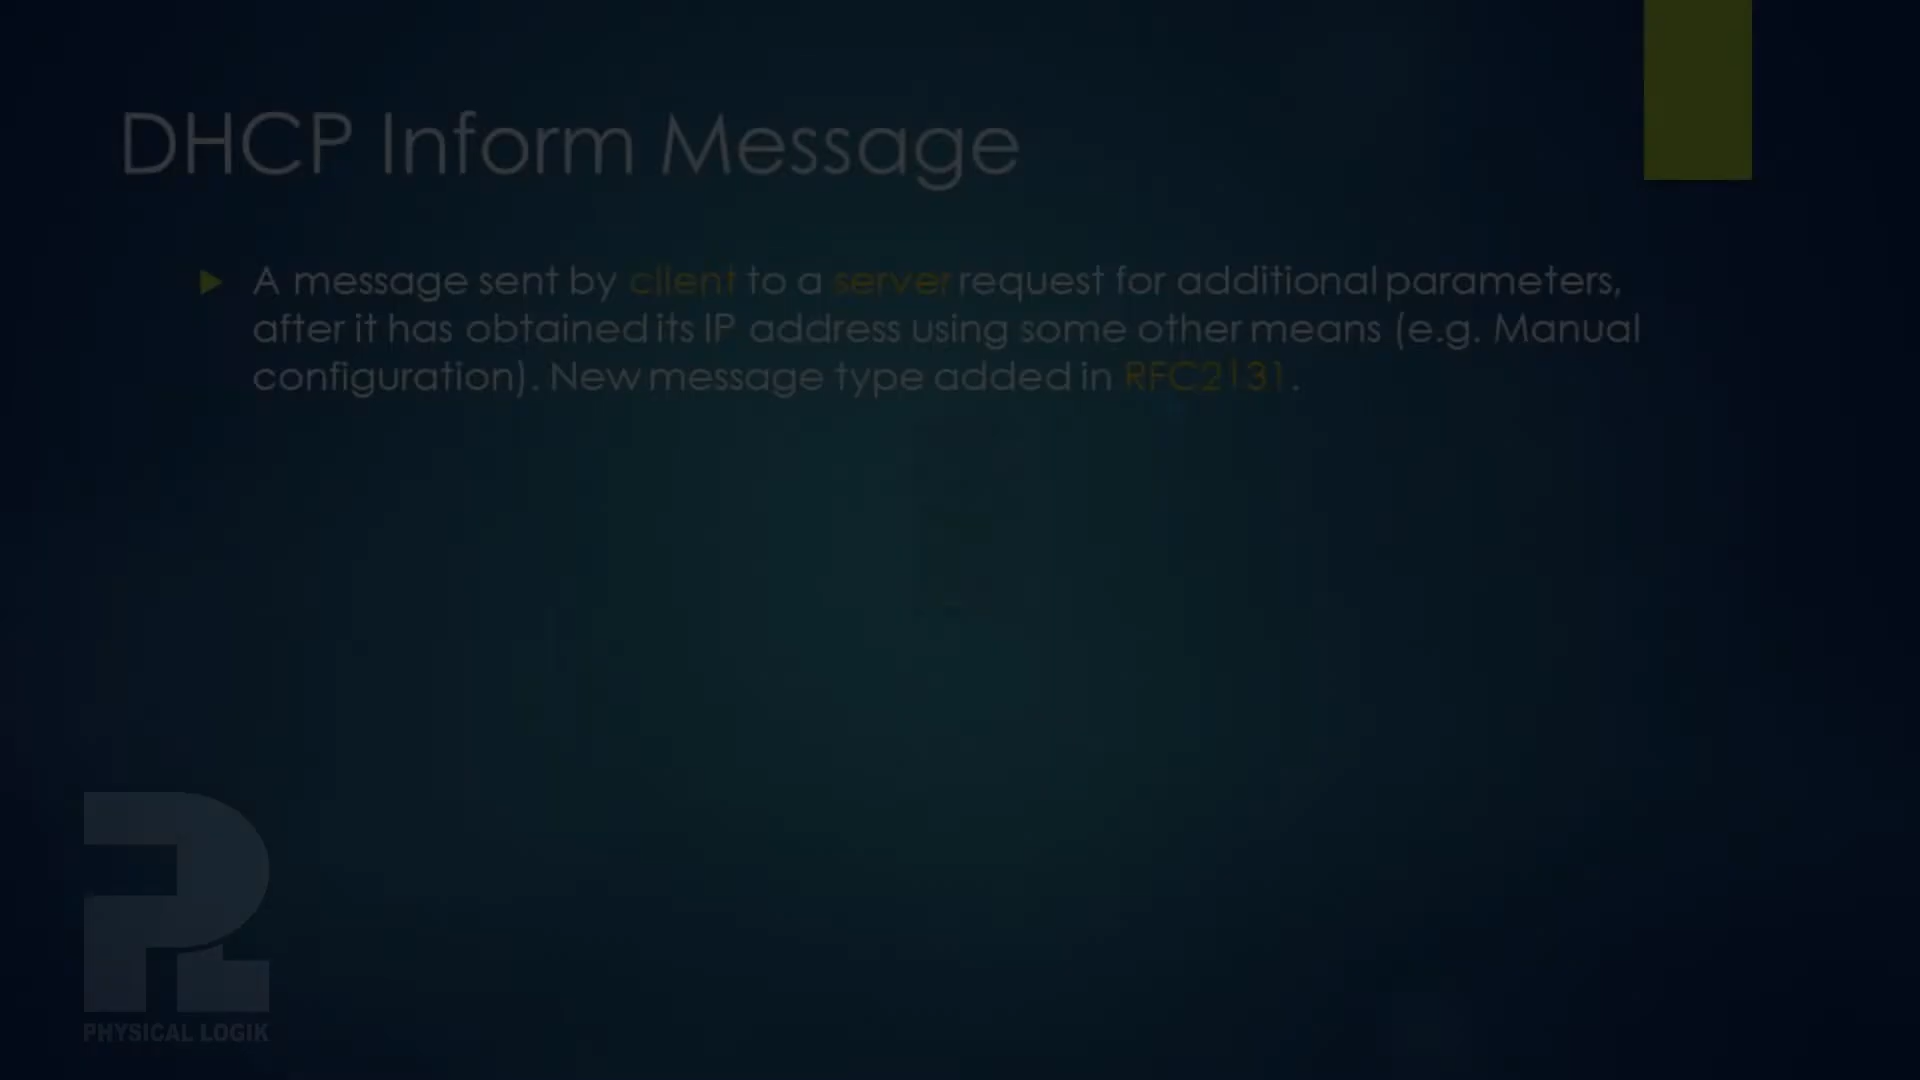 DHCP Inform Message
A message sent by client to a server request for additional parameters,
after it has obtained its IP address using some other means (e.g. Manual
configuration). New message type added in RFC2131.
PHYSICAL LOGIK